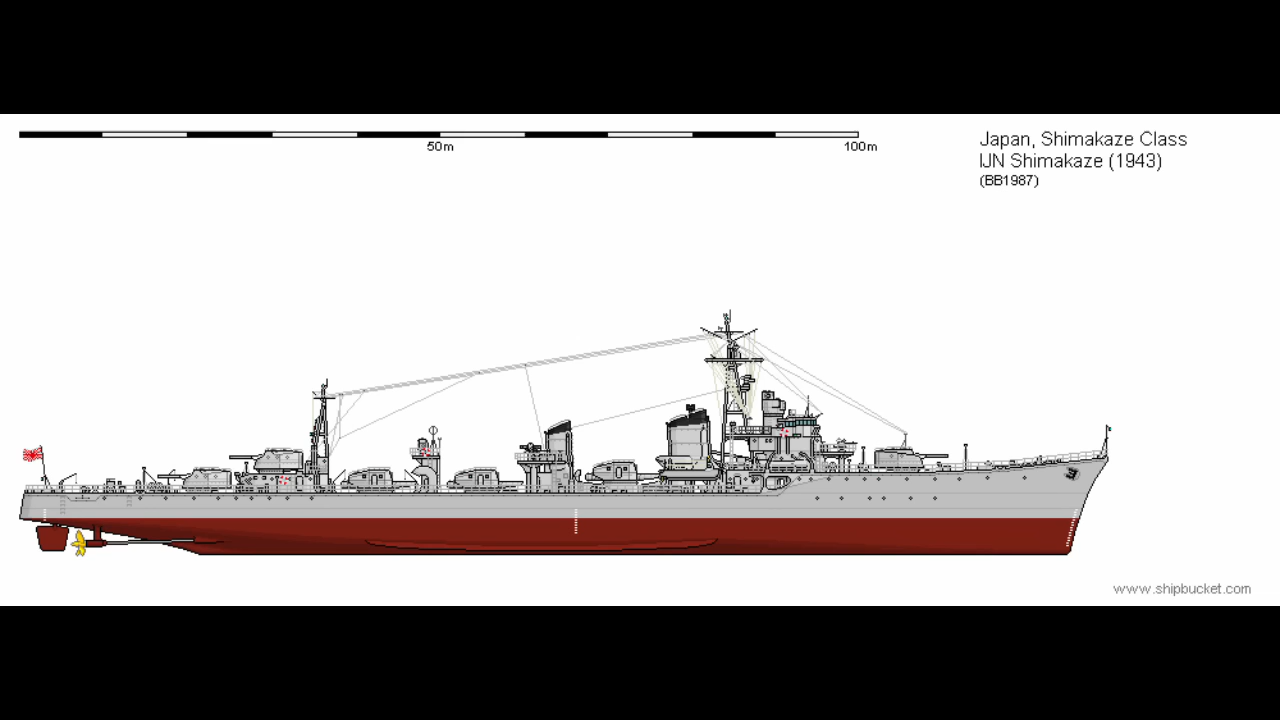 50m
100m
Japan, Shimakaze Class
IJN Shimakaze (1943)
(BB1987)
www.shipbucket.com